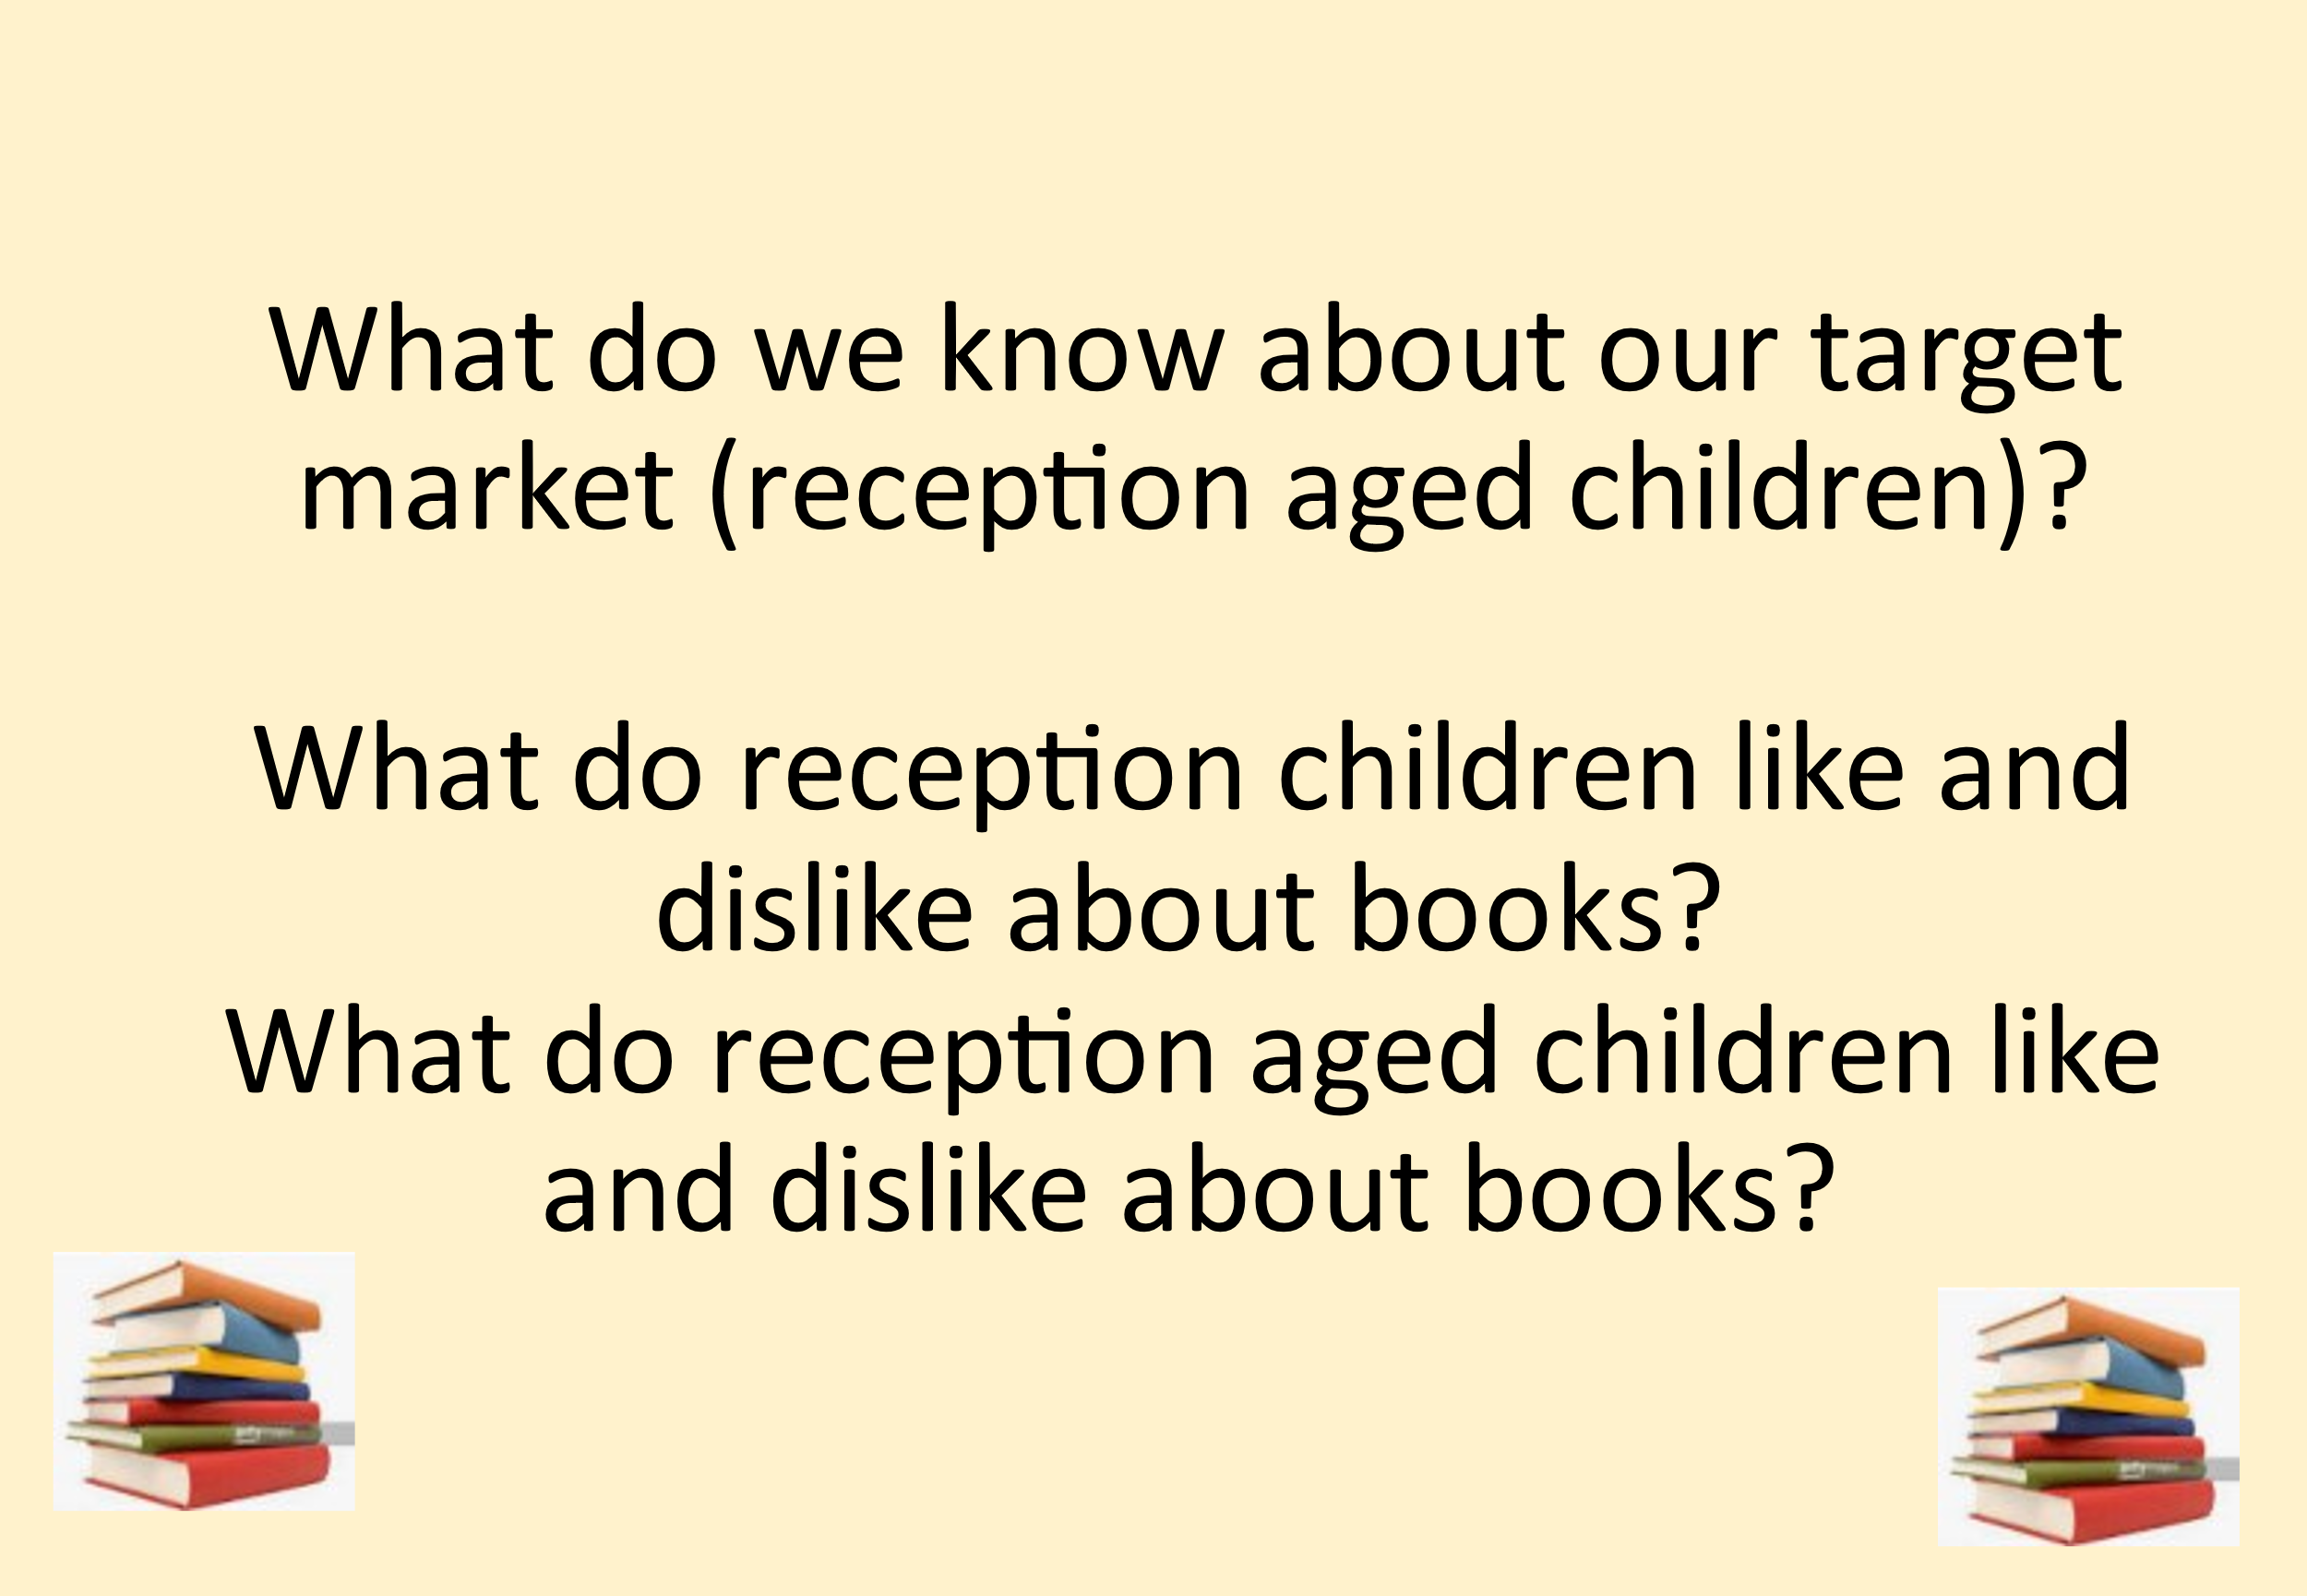 What do we know about our target
market (reception aged children)?
What do reception children like and
dislike about books?
What do reception aged children like
and dislike about books?